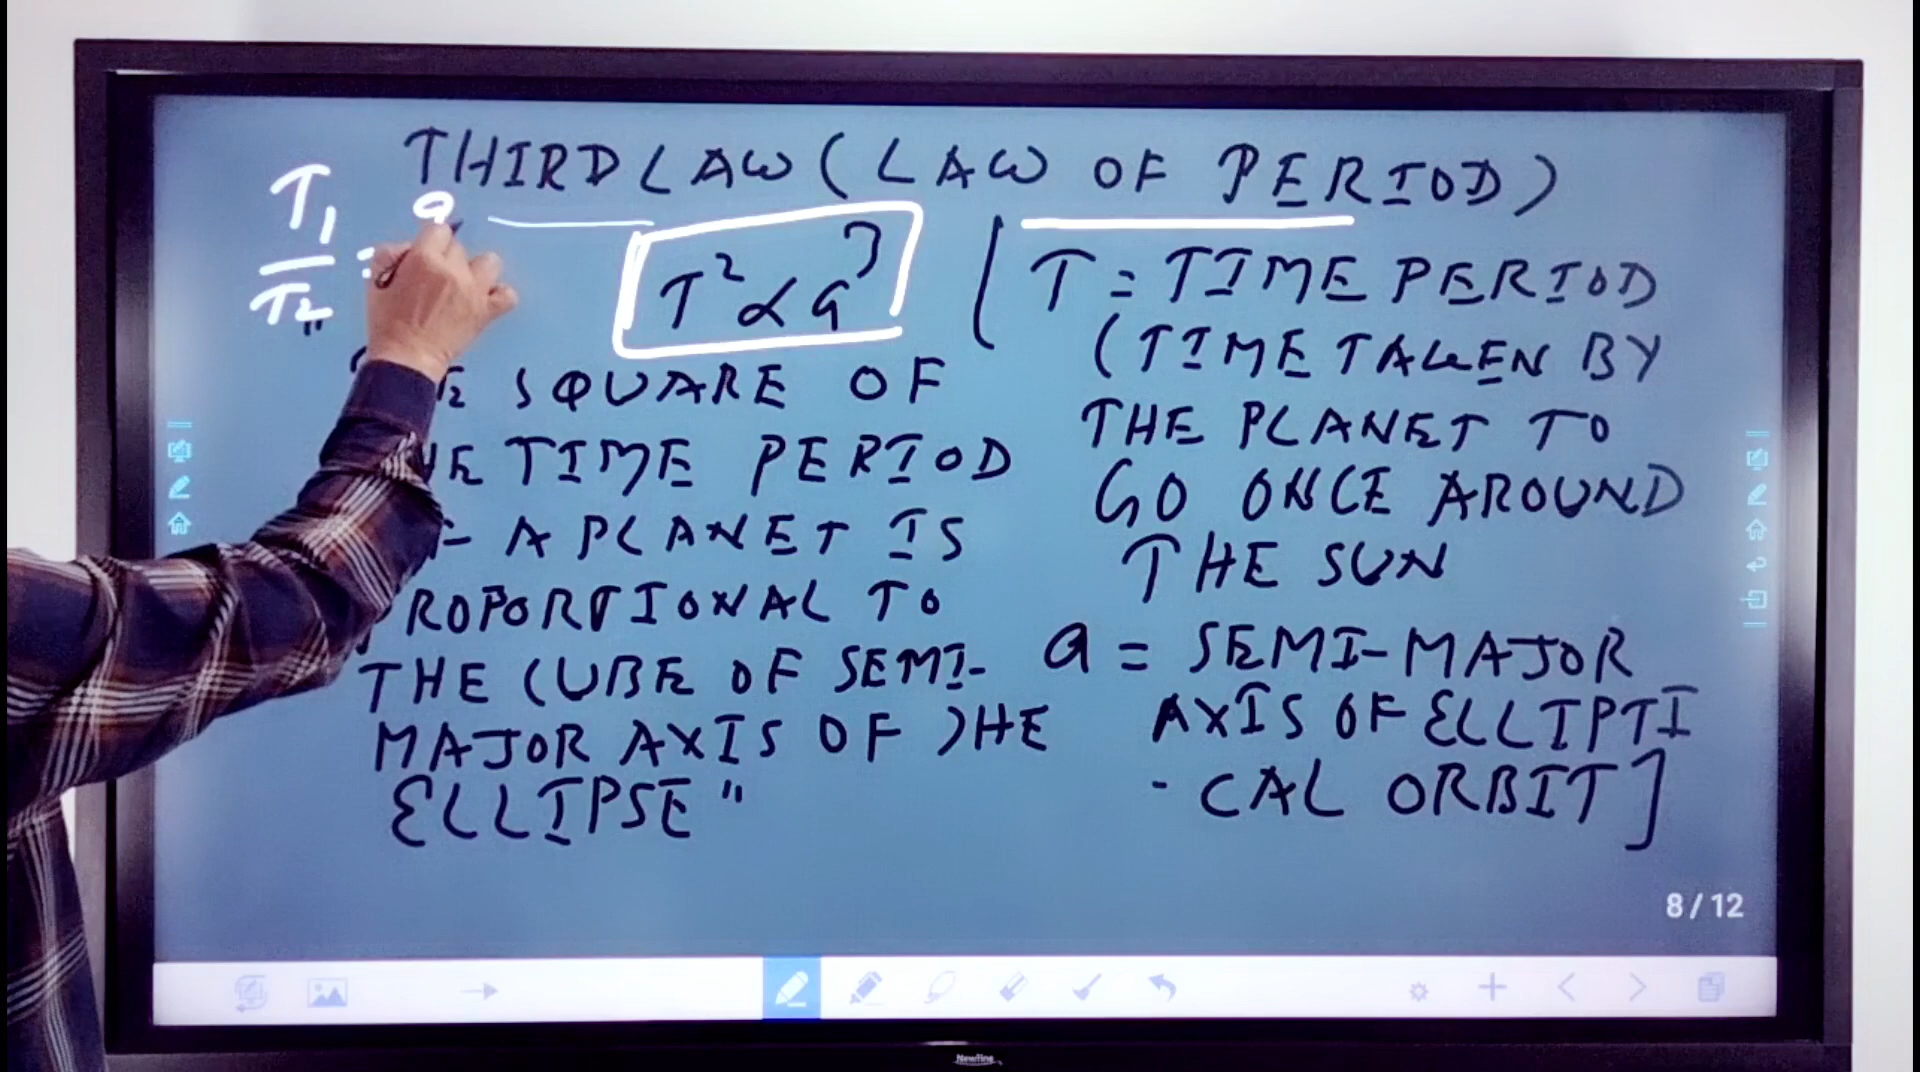 THIRD LAW (LAW OF PERIOD)
T1
T2
=
a
T² ∝ a³
"
SQUARE OF
TIME PERIOD
A PLANET IS
ROPORTIONAL TO
THE CUBE OF SEMI-
MAJOR AXIS OF THE
ELLIPSE"
[T = TIME PERIOD
(TIME TAKEN BY
THE PLANET TO
GO ONCE AROUND
THE SUN
a = SEMI-MAJOR
AXIS OF ELLIPTI
-CAL ORBIT]
8/12
Newline